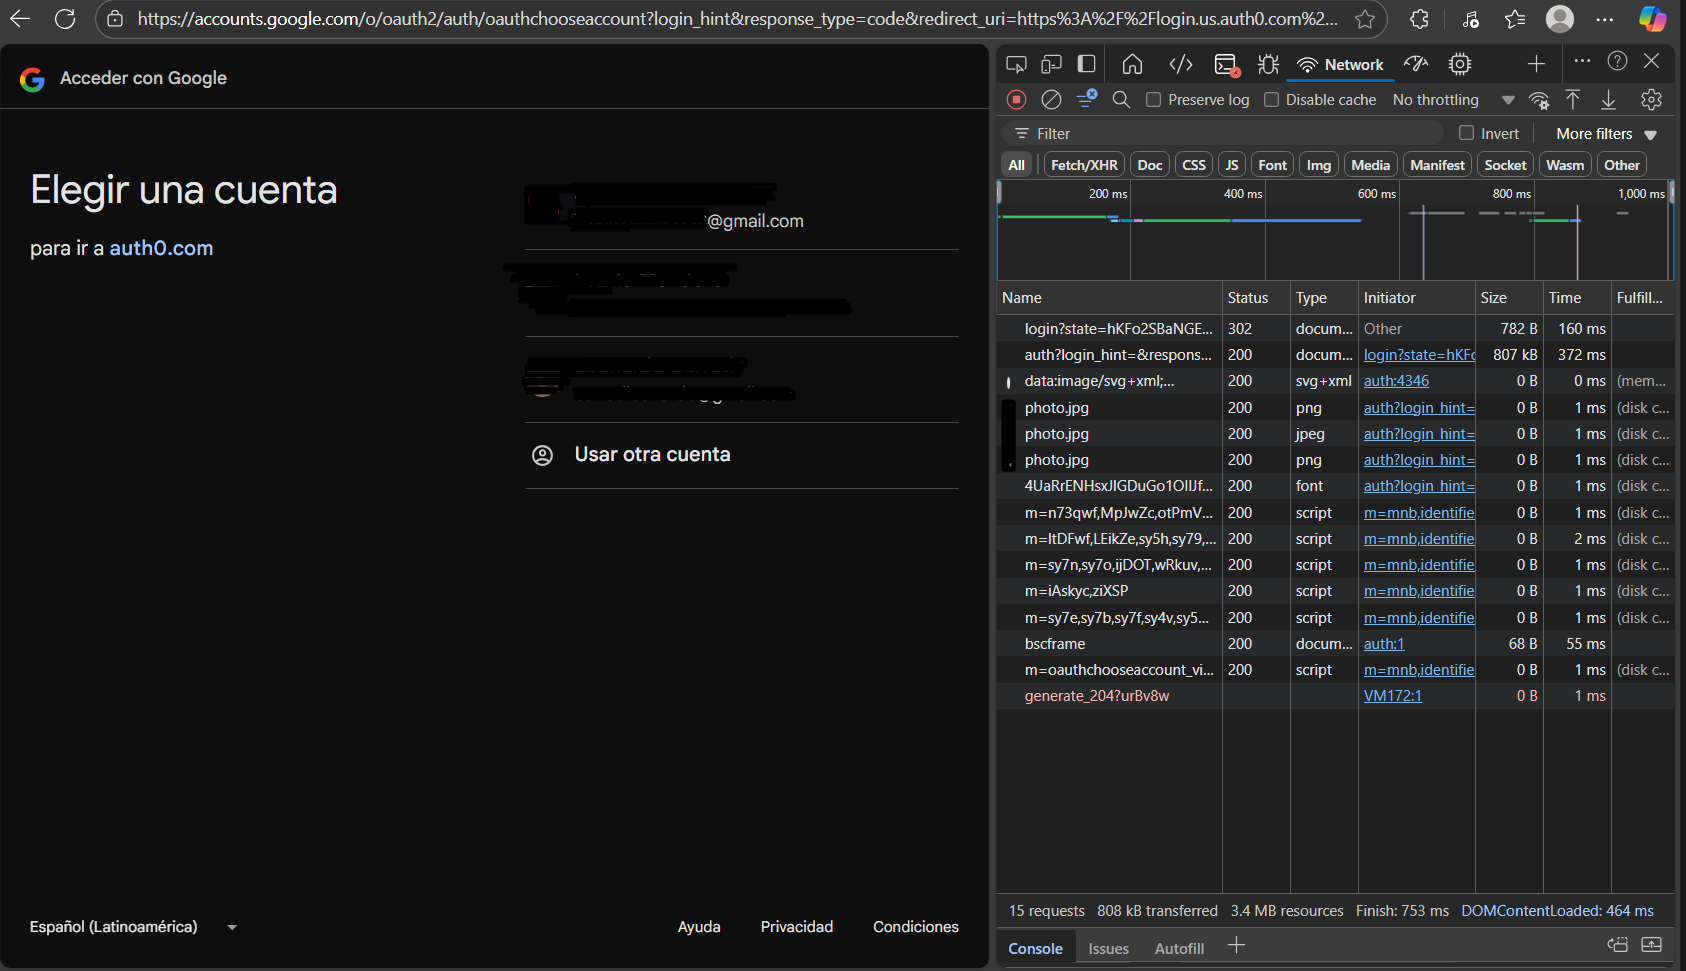 https://accounts.google.com/o/oauth2/auth/oauthchooseaccount?login_hint&response_type=code&redirect_uri=https%3A%2F%2Flogin.us.auth0.com%2...
Acceder con Google
Elegir una cuenta
para ir a auth0.com
@gmail.com
Usar otra cuenta
Español (Latinoamérica)
Ayuda Privacidad Condiciones
Network
Preserve log Disable cache No throttling
Filter Invert More filters
All Fetch/XHR Doc CSS JS Font Img Media Manifest Socket Wasm Other
200 ms 400 ms 600 ms 800 ms 1,000 ms
Name Status Type Initiator Size Time Fulfill...
login?state=hKFo2SBaNGE... 302 docum... Other 782 B 160 ms
auth?login_hint=&respons... 200 docum... login?state=hKFo 807 kB 372 ms
data:image/svg+xml;... 200 svg+xml auth:4346 0 B 0 ms (mem...
photo.jpg 200 png auth?login_hint= 0 B 1 ms (disk c...
photo.jpg 200 jpeg auth?login_hint= 0 B 1 ms (disk c...
photo.jpg 200 png auth?login_hint= 0 B 1 ms (disk c...
4UaRrENHsxJlGDuGo1OIlJf... 200 font auth?login_hint= 0 B 1 ms (disk c...
m=n73qwf,MpJwZc,otPmV... 200 script m=mnb,identifie 0 B 1 ms (disk c...
m=ltDFwf,LEikZe,sy5h,sy79,... 200 script m=mnb,identifie 0 B 2 ms (disk c...
m=sy7n,sy7o,ijDOT,wRkuv,... 200 script m=mnb,identifie 0 B 1 ms (disk c...
m=iAskyc,ziXSP 200 script m=mnb,identifie 0 B 1 ms (disk c...
m=sy7e,sy7b,sy7f,sy4v,sy5... 200 script m=mnb,identifie 0 B 1 ms (disk c...
bscframe 200 docum... auth:1 68 B 55 ms
m=oauthchooseaccount_vi... 200 script m=mnb,identifie 0 B 1 ms (disk c...
generate_204?urBv8w VM172:1 0 B 1 ms
15 requests 808 kB transferred 3.4 MB resources Finish: 753 ms DOMContentLoaded: 464 ms
Console Issues Autofill